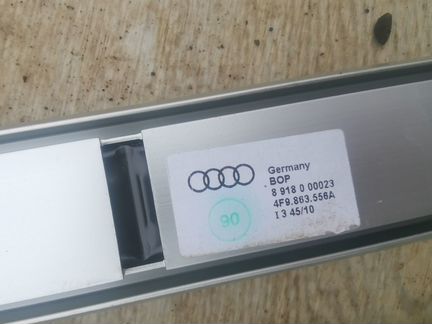 Germany
BOP
8 918 0 00023
4F9.863.556A
I 3 45/10
90